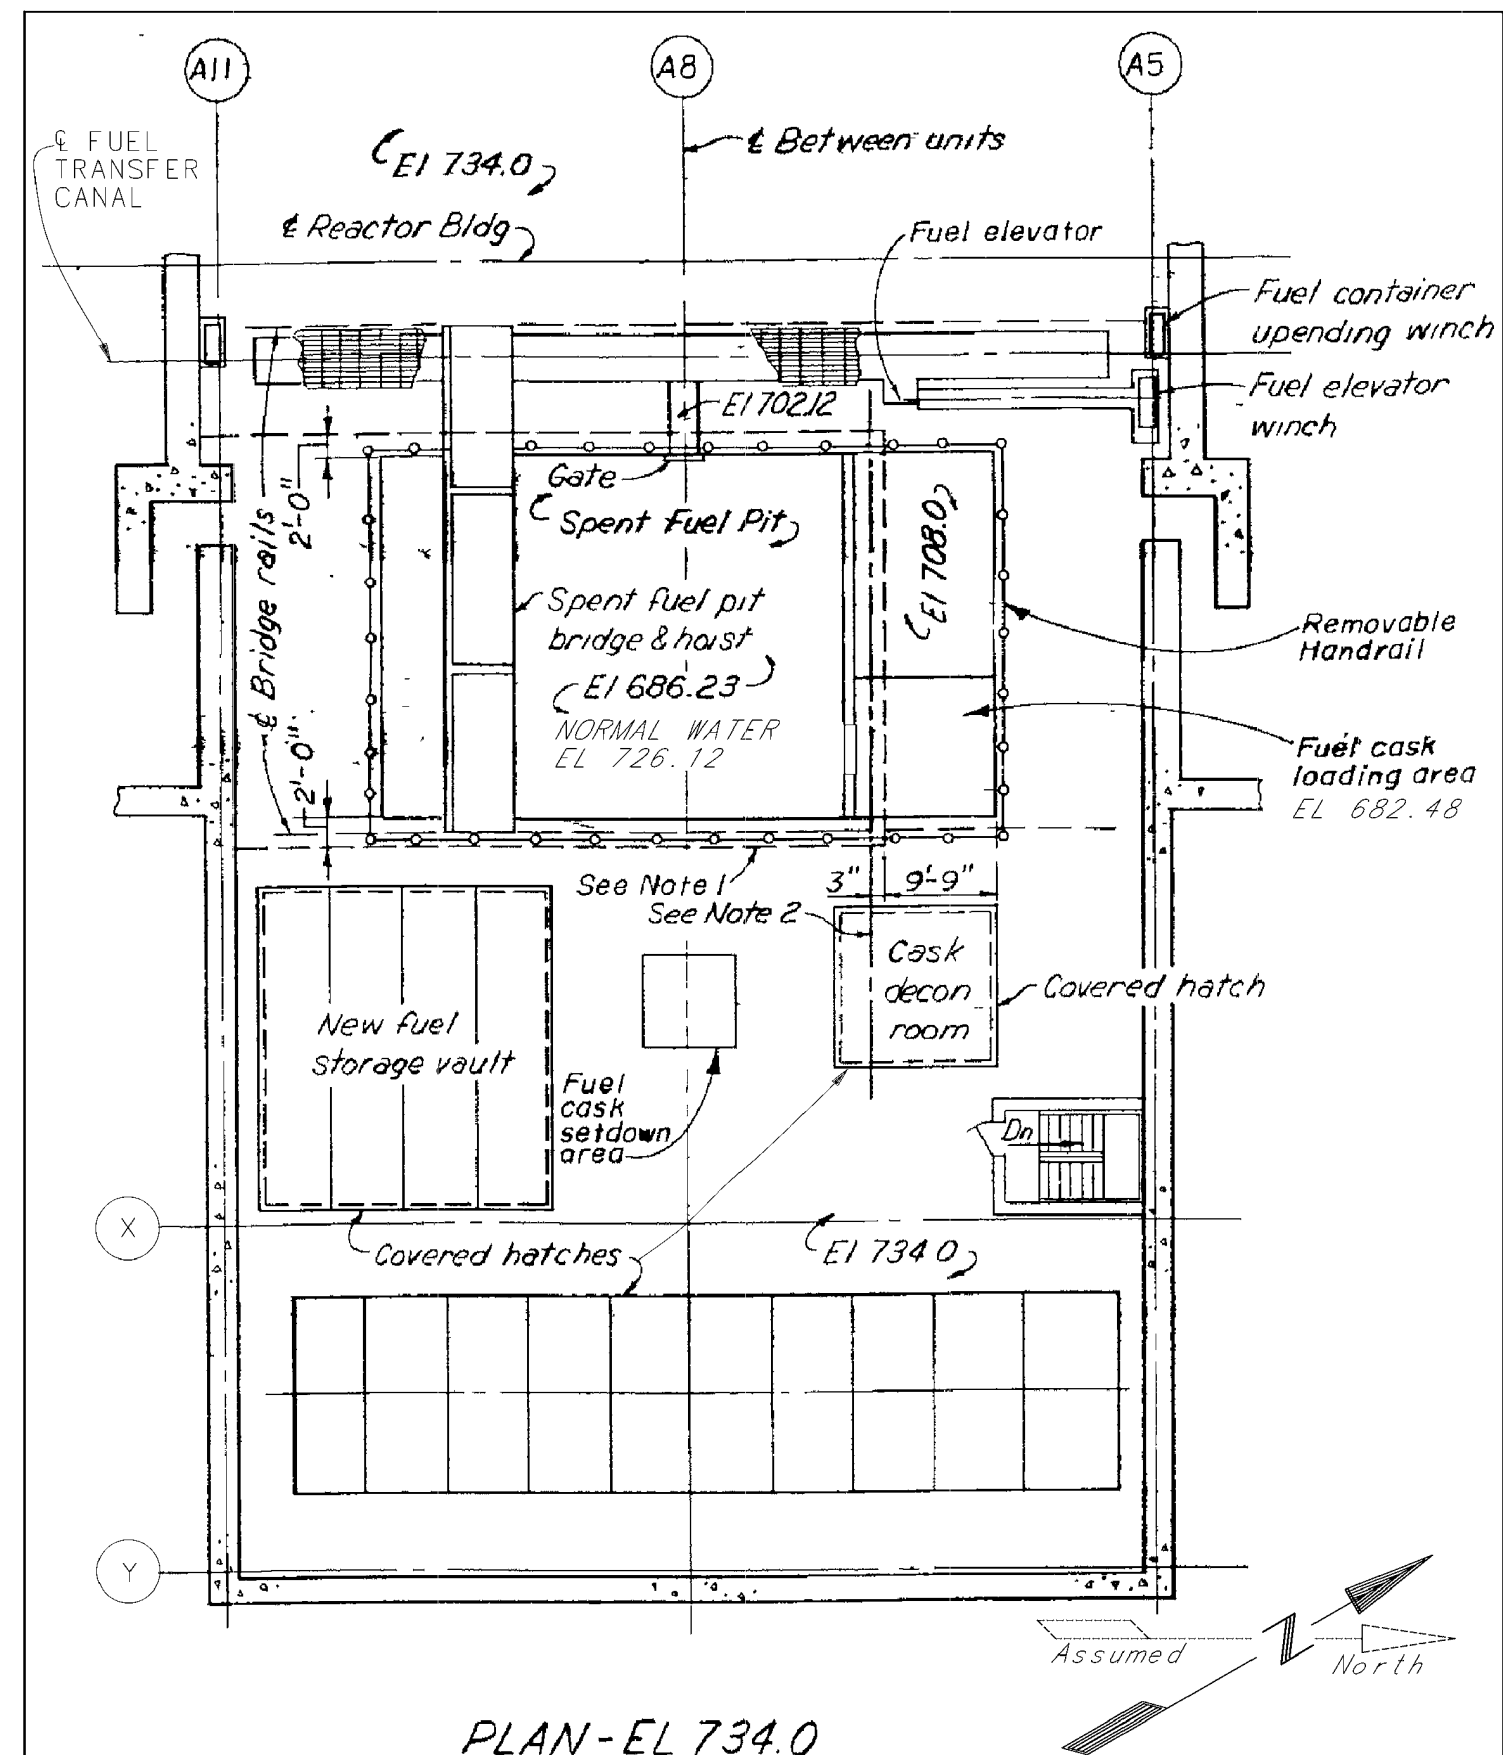 A11
A8
A5
℄ FUEL
TRANSFER
CANAL
El 734.0
℄ Between units
℄ Reactor Bldg
Fuel elevator
Fuel container
upending winch
Fuel elevator
winch
El 702.12
Gate
Spent Fuel Pit
El 708.0
2'-0"
℄ Bridge rails
Spent fuel pit
bridge & hoist
El 686.23
NORMAL WATER
EL 726.12
Removable
Handrail
2'-0"
Fuel cask
loading area
EL 682.48
See Note 1
3"
9'-9"
See Note 2
Cask
decon
room
Covered hatch
New fuel
storage vault
Fuel
cask
setdown
area
Dn
X
Covered hatches
El 734 0
Y
N
Assumed
North
PLAN - EL 734.0